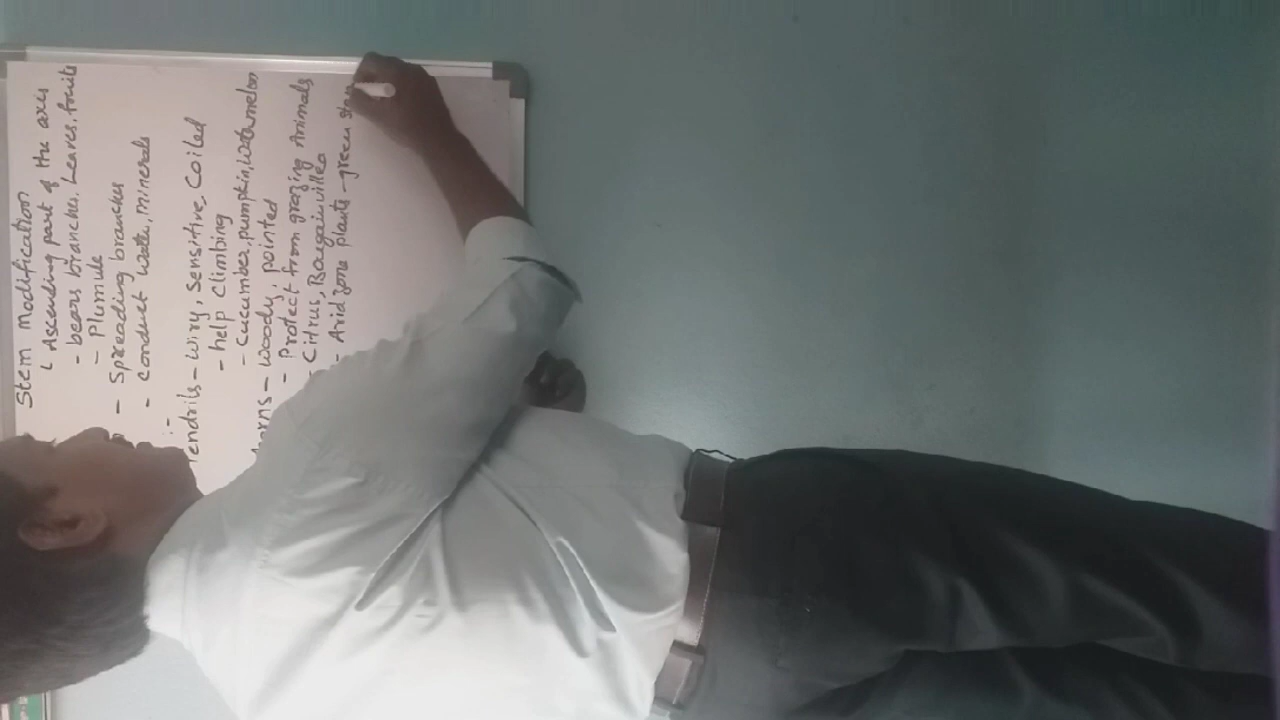 Stem Modification
Ascending part of the axis
- bears branches, Leaves, fruits
- Plumule
- Spreading branches
- Conduct water, minerals
:-
endrils - Wiry, Sensitive, Coiled
- help Climbing
- Cucumber, pumpkin, Watermelon
orns - Woody, pointed
- Protect from grazing Animals
Citrus, Bougainvillea
- Arid zone plants - green